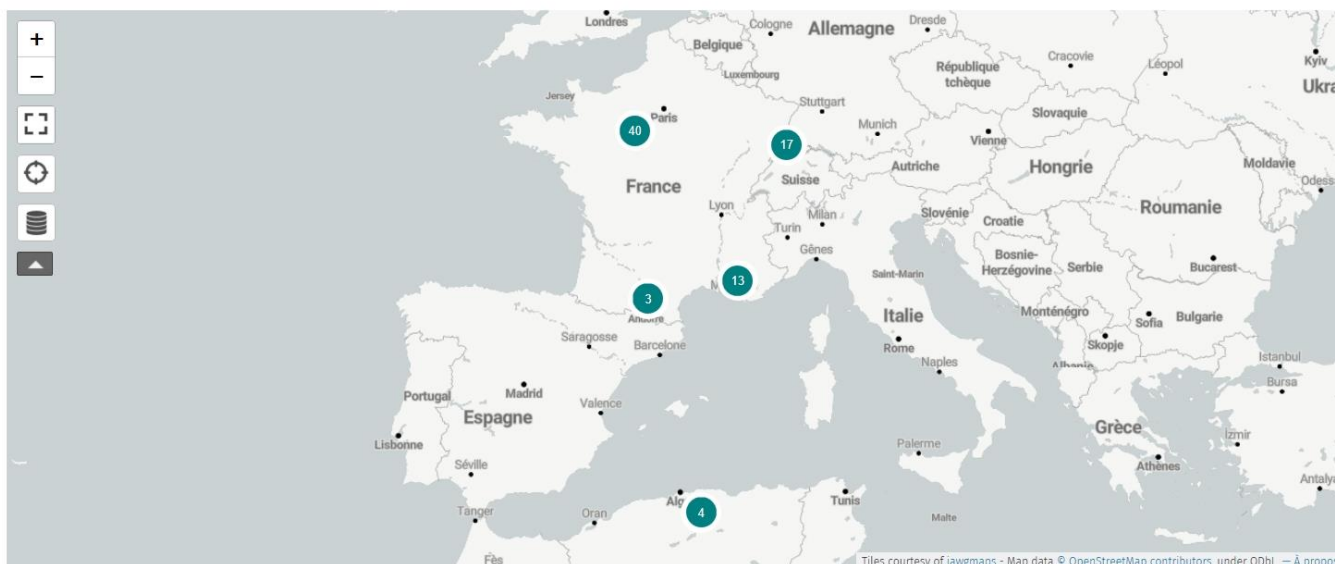 +
Londres
Cologne
Allemagne
Dresde
Belgique
Cracovie
Kyiv
Léopol
République
tchèque
Luxembourg
Ukra
Jersey
Stuttgart
Slovaquie
Paris
40
Munich
Vienne
17
Autriche
Hongrie
Moldavie
Suisse
France
Odess
Lyon
Milan
Slovénie
Croatie
Roumanie
Turin
Gênes
Bosnie-
Herzégovine
Serbie
Bucarest
Saint-Marin
13
M
3
Andorre
Italie
Monténégro
Sofia
Bulgarie
Saragosse
Barcelone
Rome
Skopje
Albanie
Istanbul
Naples
Bursa
Portugal
Madrid
Valence
Espagne
Grèce
Lisbonne
Palerme
Izmir
Séville
Athènes
Antalya
Alg
4
Tunis
Tanger
Oran
Malte
Fès
Tiles courtesy of jawgmaps - Map data © OpenStreetMap contributors, under ODbL — À propos